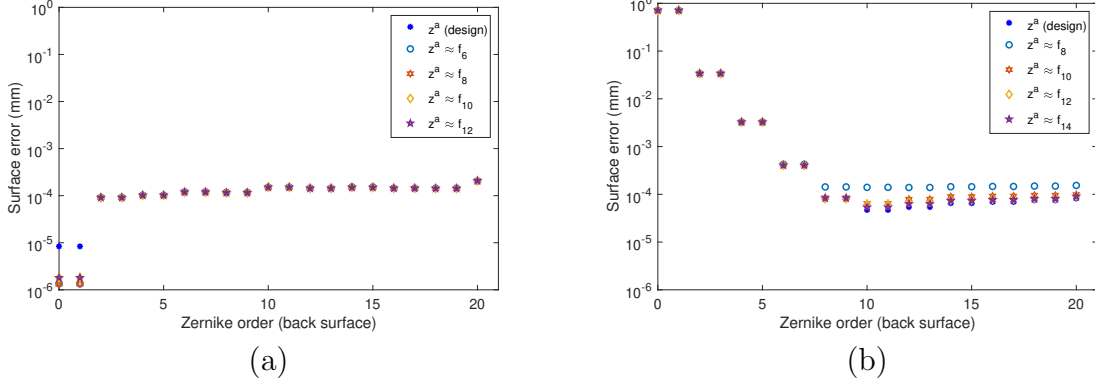 10^0
10^-1
10^-2
10^-3
10^-4
10^-5
10^-6
Surface error (mm)
0 5 10 15 20
Zernike order (back surface)
z^a (design)
z^a ≈ f_6
z^a ≈ f_8
z^a ≈ f_10
z^a ≈ f_12
(a)
10^0
10^-1
10^-2
10^-3
10^-4
10^-5
10^-6
Surface error (mm)
0 5 10 15 20
Zernike order (back surface)
z^a (design)
z^a ≈ f_8
z^a ≈ f_10
z^a ≈ f_12
z^a ≈ f_14
(b)